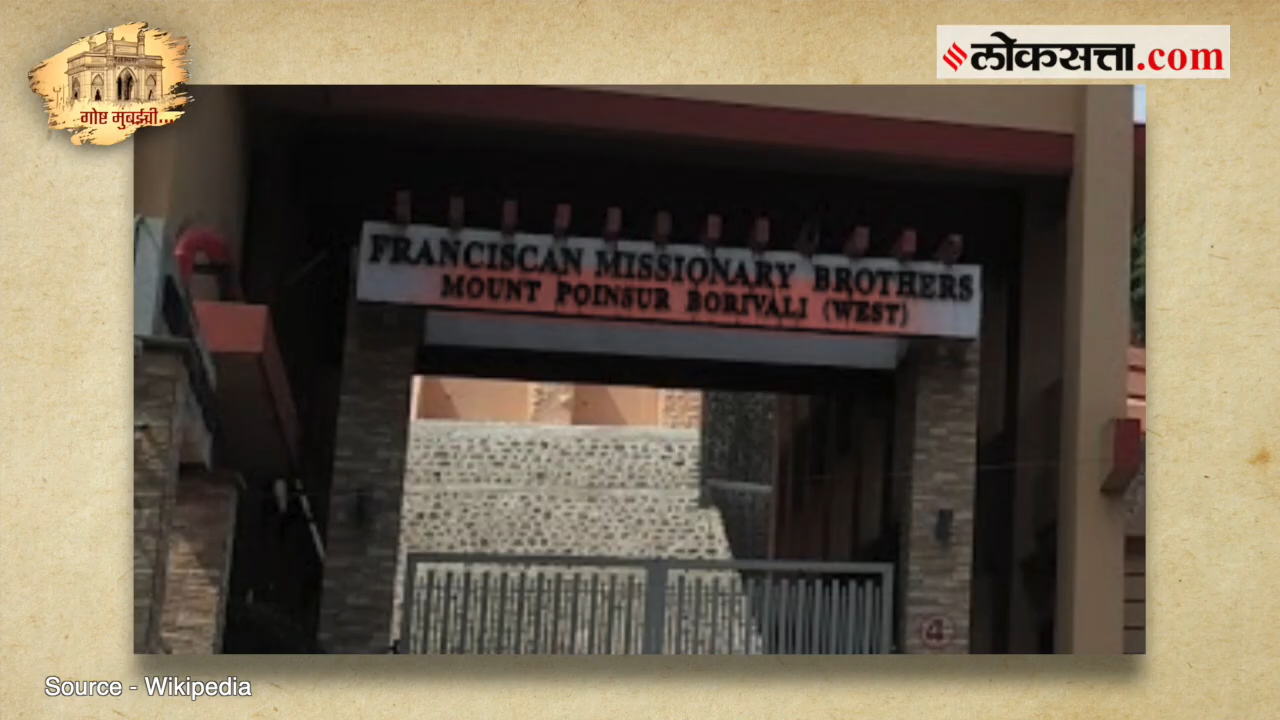 लोकसत्ता.com
गोष्ट मुंबईची...
FRANCISCAN MISSIONARY BROTHERS
MOUNT POINSUR BORIVALI (WEST)
4
Source - Wikipedia